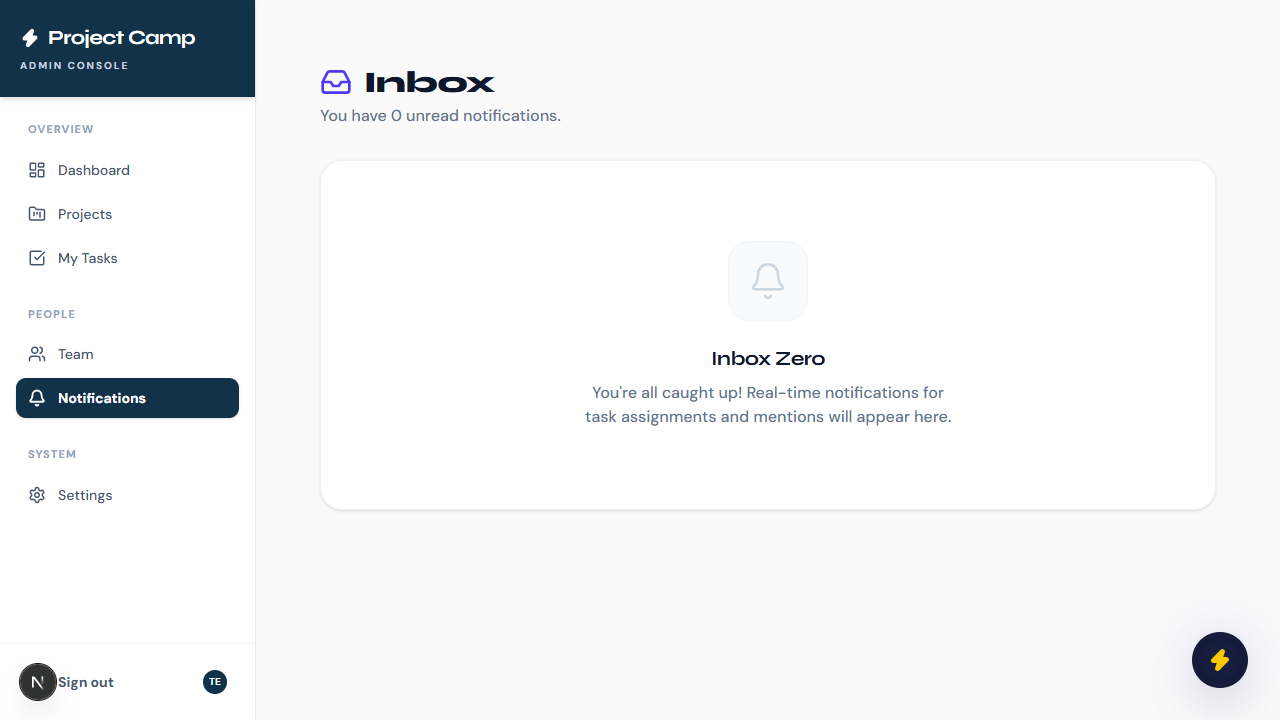 Project Camp
ADMIN CONSOLE
OVERVIEW
Dashboard
Projects
My Tasks
PEOPLE
Team
Notifications
SYSTEM
Settings
N
Sign out
TE
Inbox
You have 0 unread notifications.
Inbox Zero
You're all caught up! Real-time notifications for
task assignments and mentions will appear here.